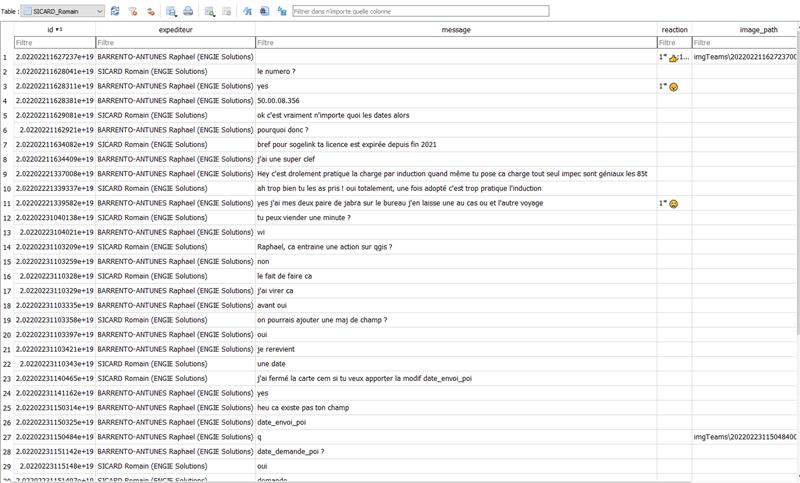 Table : SICARD_Romain Filtrer dans n'importe quelle colonne
id 1 expediteur message reaction image_path
Filtre Filtre Filtre Filtre Filtre
1 2.02202211627237e+19 BARRENTO-ANTUNES Raphael (ENGIE Solutions) 1* :1... imgTeams\20220221162723700
2 2.02202211628041e+19 SICARD Romain (ENGIE Solutions) le numero ?
3 2.02202211628311e+19 BARRENTO-ANTUNES Raphael (ENGIE Solutions) yes 1*
4 2.02202211628381e+19 BARRENTO-ANTUNES Raphael (ENGIE Solutions) 50.00.08.356
5 2.02202211629081e+19 SICARD Romain (ENGIE Solutions) ok c'est vraiment n'importe quoi les dates alors
6 2.0220221162921e+19 BARRENTO-ANTUNES Raphael (ENGIE Solutions) pourquoi donc ?
7 2.02202211634082e+19 SICARD Romain (ENGIE Solutions) bref pour sogelink ta licence est expirée depuis fin 2021
8 2.02202211634409e+19 BARRENTO-ANTUNES Raphael (ENGIE Solutions) j'ai une super clef
9 2.02202221337008e+19 BARRENTO-ANTUNES Raphael (ENGIE Solutions) Hey c'est drolement pratique la charge par induction quand même tu pose ca charge tout seul impec sont géniaux les 85t
10 2.02202221339337e+19 SICARD Romain (ENGIE Solutions) ah trop bien tu les as pris ! oui totalement, une fois adopté c'est trop pratique l'induction
11 2.02202221339582e+19 BARRENTO-ANTUNES Raphael (ENGIE Solutions) yes j'ai mes deux paire de jabra sur le bureau j'en laisse une au cas ou et l'autre voyage 1*
12 2.02202231040138e+19 SICARD Romain (ENGIE Solutions) tu peux viender une minute ?
13 2.0220223104021e+19 BARRENTO-ANTUNES Raphael (ENGIE Solutions) wi
14 2.02202231103209e+19 SICARD Romain (ENGIE Solutions) Raphael, ca entraine une action sur qgis ?
15 2.02202231103259e+19 BARRENTO-ANTUNES Raphael (ENGIE Solutions) non
16 2.02202231110328e+19 SICARD Romain (ENGIE Solutions) le fait de faire ca
17 2.0220223110329e+19 BARRENTO-ANTUNES Raphael (ENGIE Solutions) j'ai virer ca
18 2.02202231103335e+19 BARRENTO-ANTUNES Raphael (ENGIE Solutions) avant oui
19 2.02202231103358e+19 SICARD Romain (ENGIE Solutions) on pourrais ajouter une maj de champ ?
20 2.02202231103397e+19 BARRENTO-ANTUNES Raphael (ENGIE Solutions) oui
21 2.02202231103421e+19 BARRENTO-ANTUNES Raphael (ENGIE Solutions) je rerevient
22 2.0220223110343e+19 SICARD Romain (ENGIE Solutions) une date
23 2.02202231140465e+19 SICARD Romain (ENGIE Solutions) j'ai fermé la carte cem si tu veux apporter la modif date_envoi_poi
24 2.02202231141162e+19 BARRENTO-ANTUNES Raphael (ENGIE Solutions) yes
25 2.02202231150314e+19 BARRENTO-ANTUNES Raphael (ENGIE Solutions) heu ca existe pas ton champ
26 2.02202231150325e+19 BARRENTO-ANTUNES Raphael (ENGIE Solutions) date_envoi_poi
27 2.02202231150484e+19 BARRENTO-ANTUNES Raphael (ENGIE Solutions) q imgTeams\20220223115048400
28 2.02202231151142e+19 BARRENTO-ANTUNES Raphael (ENGIE Solutions) date_demande_poi ?
29 2.0220223115148e+19 SICARD Romain (ENGIE Solutions) oui